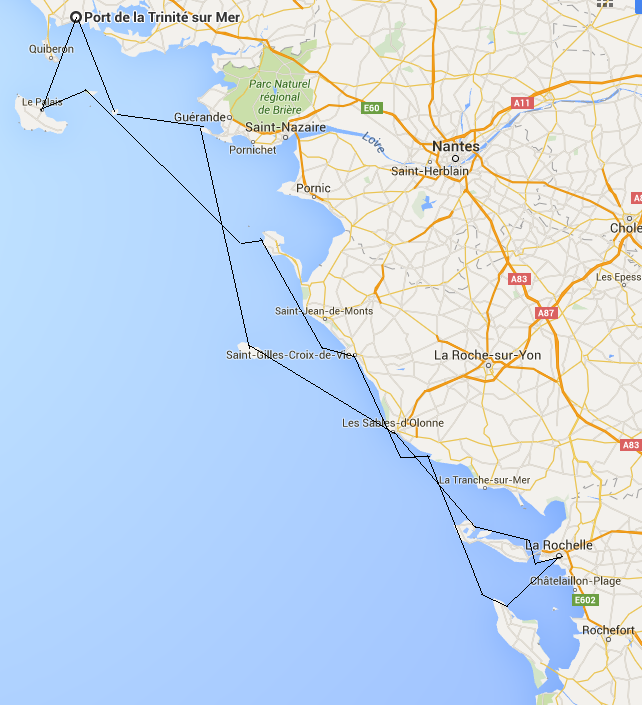 Port de la Trinité sur Mer
Quiberon
Le Palais
Parc Naturel
régional
de Brière
E60
A11
Guérande
Saint-Nazaire
Loire
Nantes
Pornichet
Saint-Herblain
Pornic
Chole
A83
Les Epess
Saint-Jean-de-Monts
A87
Saint-Gilles-Croix-de-Vie
La Roche-sur-Yon
Les Sables-d'Olonne
A83
La Tranche-sur-Mer
La Rochelle
Châtelaillon-Plage
E602
Rochefort